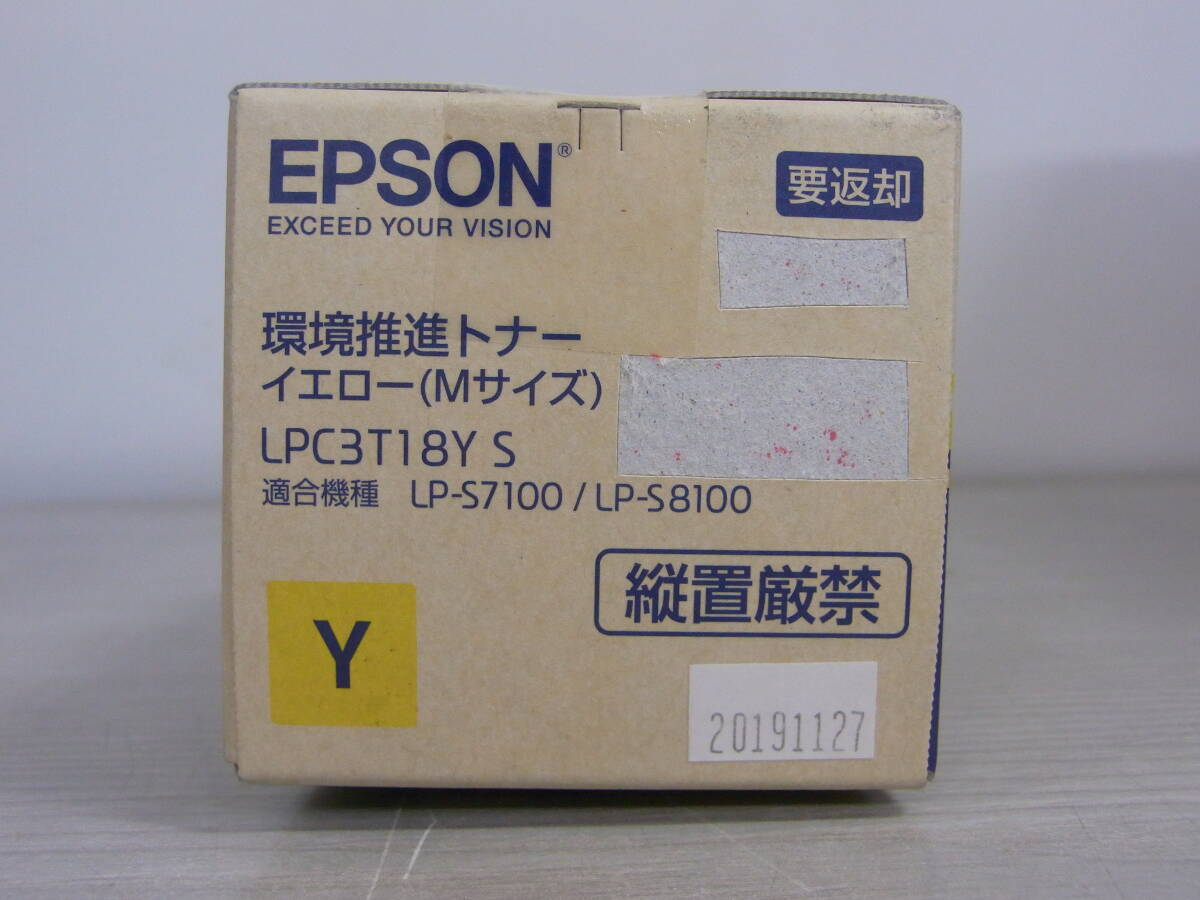 EPSON®
EXCEED YOUR VISION
要返却
環境推進トナー
イエロー(Mサイズ)
LPC3T18Y S
適合機種 LP-S7100 / LP-S8100
縦置厳禁
Y
20191127